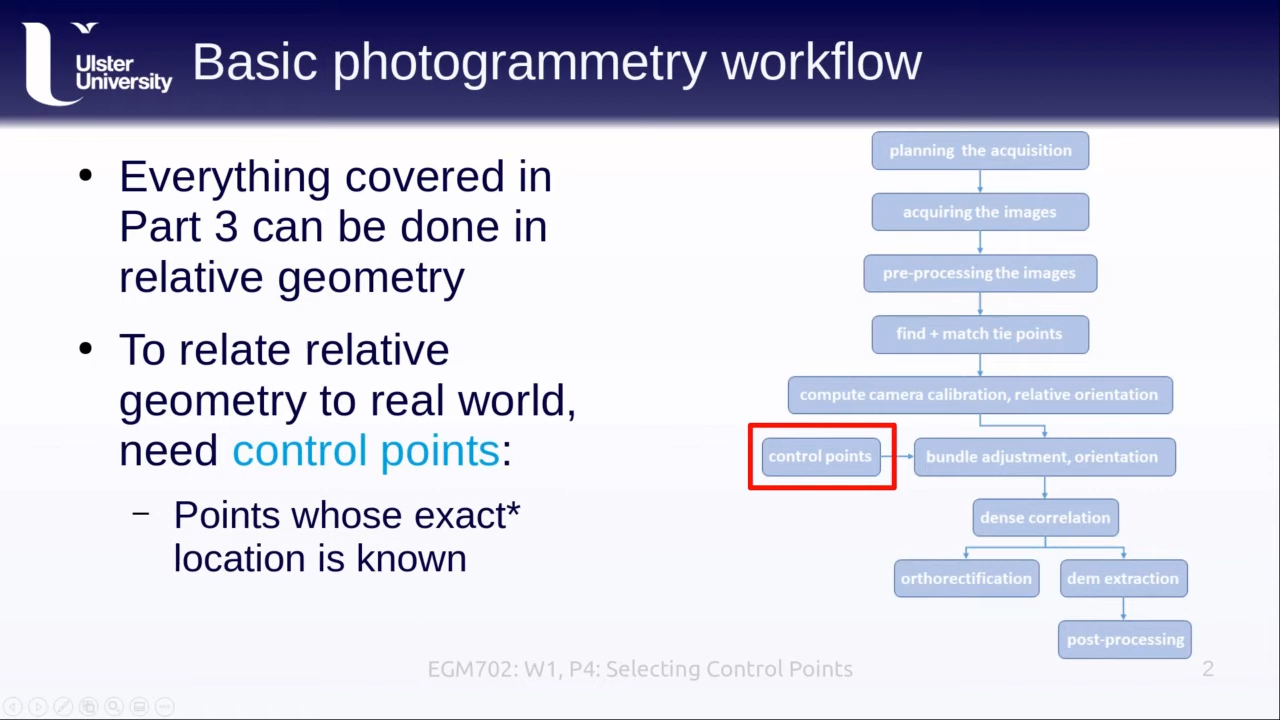 Ulster
University
Basic photogrammetry workflow
• Everything covered in
Part 3 can be done in
relative geometry
• To relate relative
geometry to real world,
need control points:
– Points whose exact*
location is known
planning the acquisition
acquiring the images
pre-processing the images
find + match tie points
compute camera calibration, relative orientation
control points
bundle adjustment, orientation
dense correlation
orthorectification
dem extraction
post-processing
EGM702: W1, P4: Selecting Control Points
2